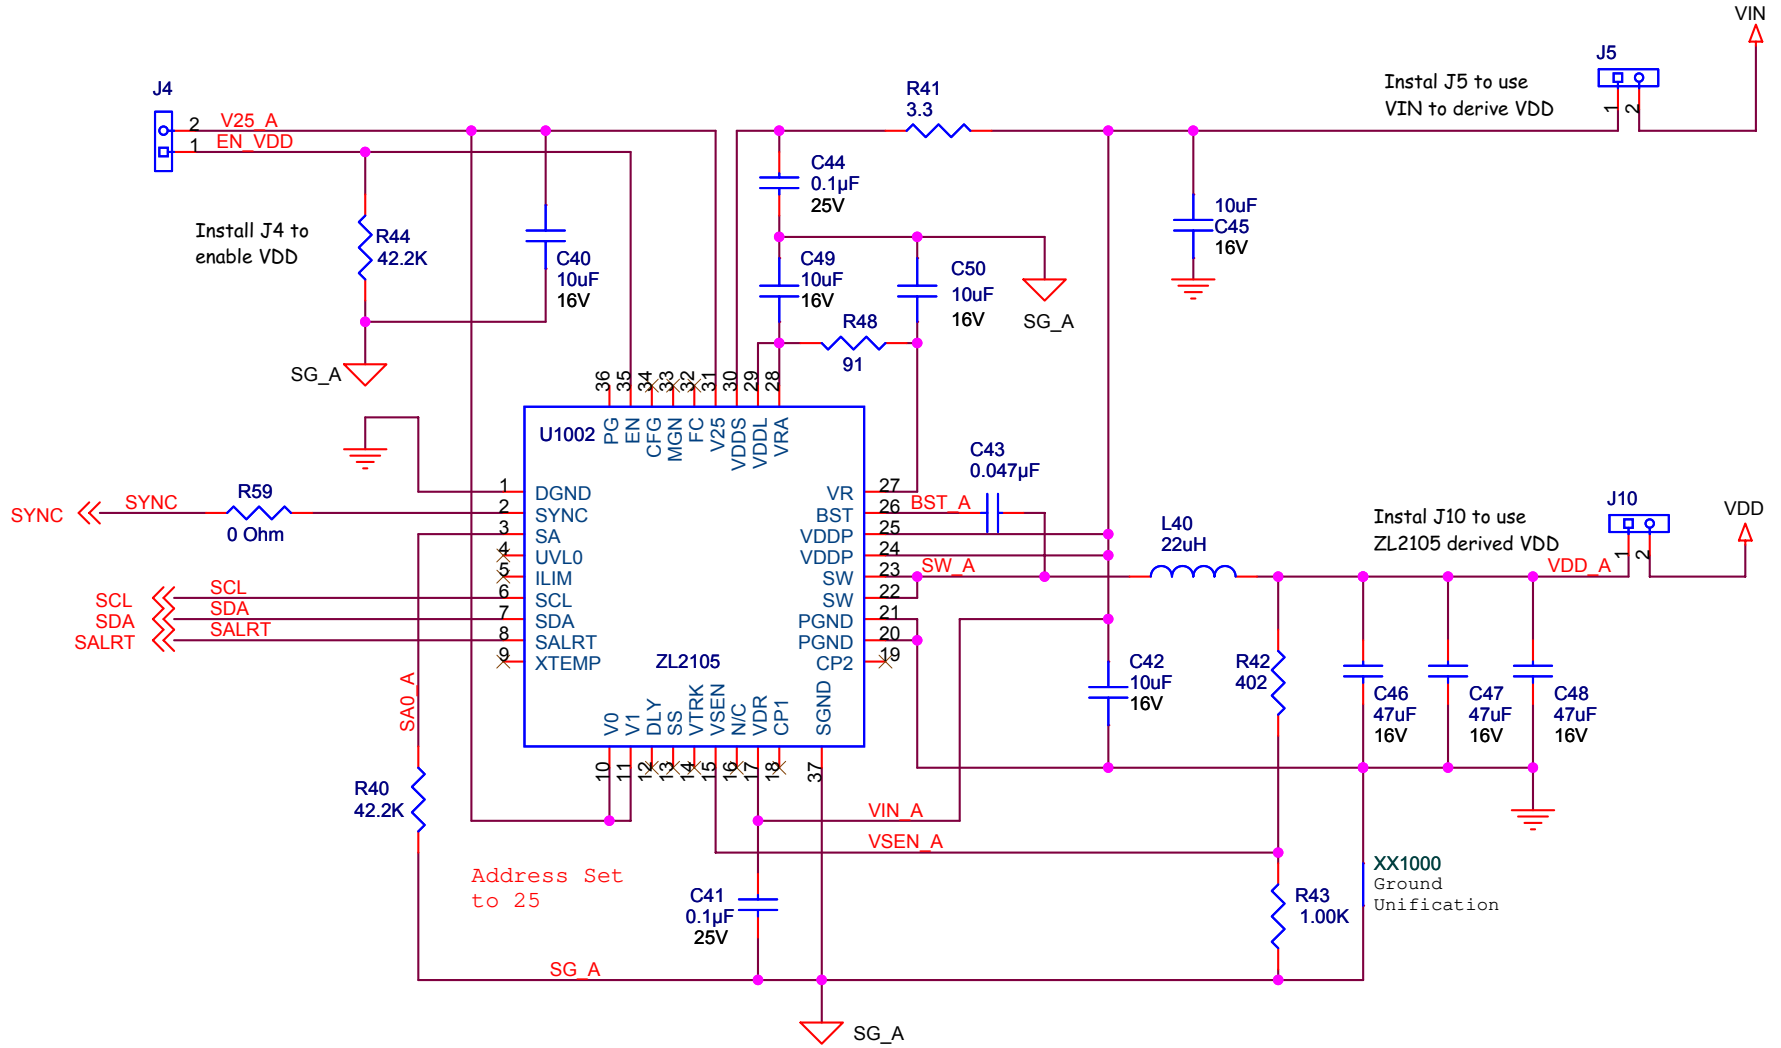 VIN
J5
Instal J5 to use
VIN to derive VDD
1
2
J4
2
1
V25_A
EN_VDD
R41
3.3
C44
0.1µF
25V
10uF
C45
16V
Install J4 to
enable VDD
R44
42.2K
C40
10uF
16V
C49
10uF
16V
C50
10uF
16V
SG_A
R48
91
SG_A
36
35
34
33
32
31
30
29
28
U1002
PG
EN
CFG
MGN
FC
V25
VDDS
VDDL
VRA
C43
0.047µF
1
DGND
2
SYNC
3
SA
4
UVL0
5
ILIM
6
SCL
7
SDA
8
SALRT
9
XTEMP
ZL2105
VR
27
BST
26
VDDP
25
VDDP
24
SW
23
SW
22
PGND
21
PGND
20
CP2
19
BST_A
SW_A
SYNC
SYNC
R59
0 Ohm
SCL
SDA
SALRT
SCL
SDA
SALRT
L40
22uH
Instal J10 to use
ZL2105 derived VDD
J10
1
2
VDD
VDD_A
V0
V1
DLY
SS
VTRK
VSEN
N/C
VDR
CP1
SGND
10
11
12
13
14
15
16
17
18
37
SA0_A
R40
42.2K
C42
10uF
16V
R42
402
C46
47uF
16V
C47
47uF
16V
C48
47uF
16V
VIN_A
VSEN_A
Address Set
to 25
C41
0.1µF
25V
R43
1.00K
XX1000
Ground
Unification
SG_A
SG_A